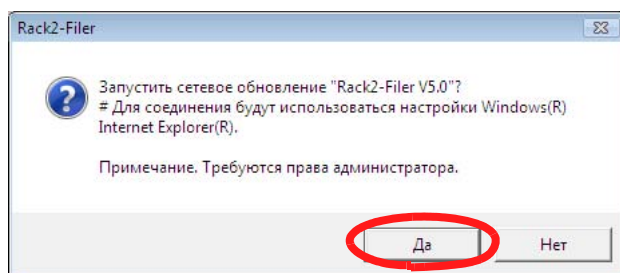 Rack2-Filer
Запустить сетевое обновление "Rack2-Filer V5.0"?
# Для соединения будут использоваться настройки Windows(R)
Internet Explorer(R).
Примечание. Требуются права администратора.
Да
Нет